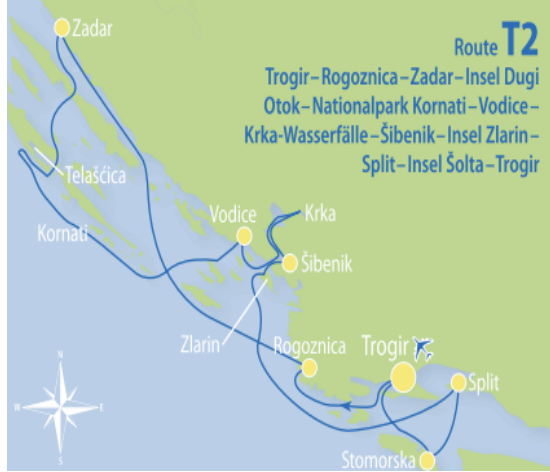 Zadar
Route T2
Trogir–Rogoznica–Zadar–Insel Dugi
Otok–Nationalpark Kornati–Vodice–
Krka-Wasserfälle–Šibenik–Insel Zlarin–
Split–Insel Šolta–Trogir
Telašćica
Kornati
Vodice
Krka
Šibenik
Zlarin
Rogoznica
Trogir
Split
Stomorska
N
W
E
S